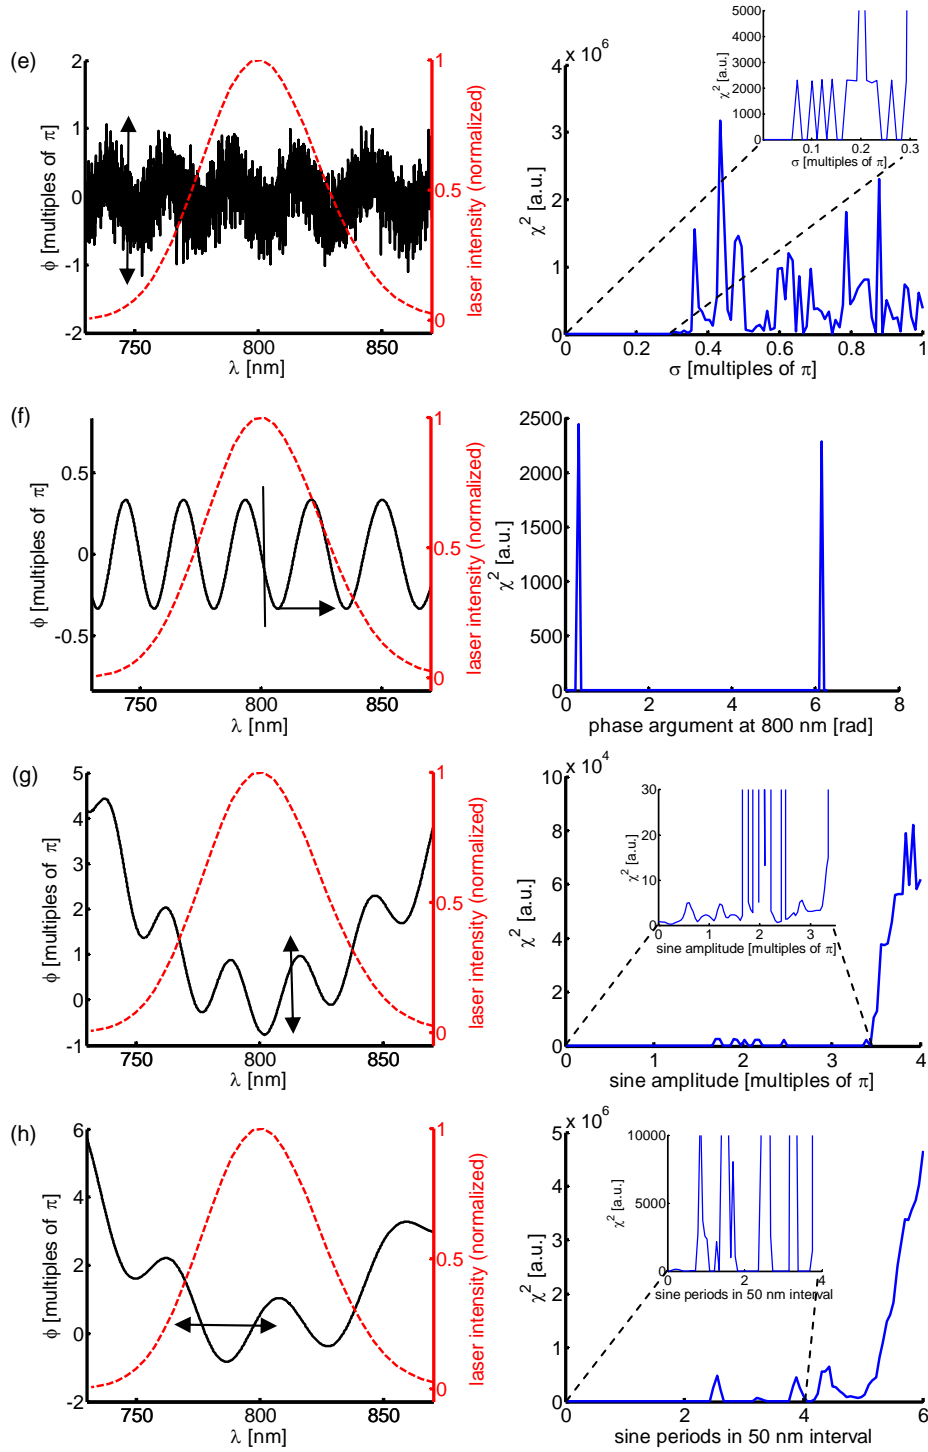 (e)
2
1
0
-1
-2
ϕ [multiples of π]
750 800 850
λ [nm]
1
0.5
0
laser intensity (normalized)
x 10^6
4
3
2
1
0
χ^2 [a.u.]
0 0.2 0.4 0.6 0.8 1
σ [multiples of π]
5000
4000
3000
2000
1000
0
χ^2 [a.u.]
0.1 0.2 0.3
σ [multiples of π]
(f)
0.5
0
-0.5
ϕ [multiples of π]
750 800 850
λ [nm]
1
0.5
0
laser intensity (normalized)
2500
2000
1500
1000
500
0
χ^2 [a.u.]
0 2 4 6 8
phase argument at 800 nm [rad]
(g)
5
4
3
2
1
0
-1
ϕ [multiples of π]
750 800 850
λ [nm]
1
0.5
0
laser intensity (normalized)
x 10^4
10
8
6
4
2
0
χ^2 [a.u.]
0 1 2 3 4
sine amplitude [multiples of π]
30
20
10
0
χ^2 [a.u.]
0 1 2 3
sine amplitude [multiples of π]
(h)
6
4
2
0
-2
ϕ [multiples of π]
750 800 850
λ [nm]
1
0.5
0
laser intensity (normalized)
x 10^6
5
4
3
2
1
0
χ^2 [a.u.]
0 2 4 6
sine periods in 50 nm interval
10000
5000
0
χ^2 [a.u.]
0 2 4
sine periods in 50 nm interval